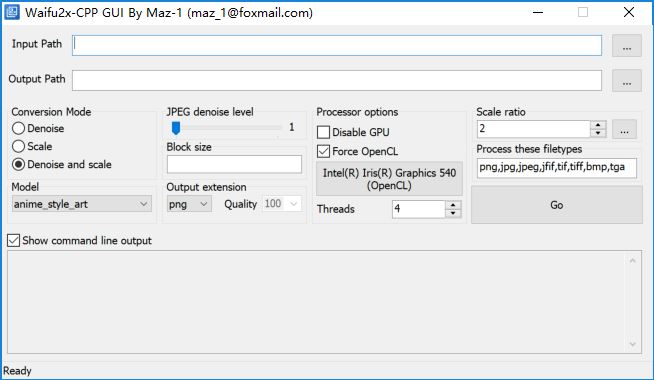 Waifu2x-CPP GUI By Maz-1 (maz_1@foxmail.com)
Input Path
...
Output Path
...
Conversion Mode
Denoise
Scale
Denoise and scale
Model
anime_style_art
JPEG denoise level
1
Block size
Output extension
png
Quality
100
Processor options
Disable GPU
Force OpenCL
Intel(R) Iris(R) Graphics 540
(OpenCL)
Threads
4
Scale ratio
2
...
Process these filetypes
png,jpg,jpeg,jfif,tif,tiff,bmp,tga
Go
Show command line output
Ready